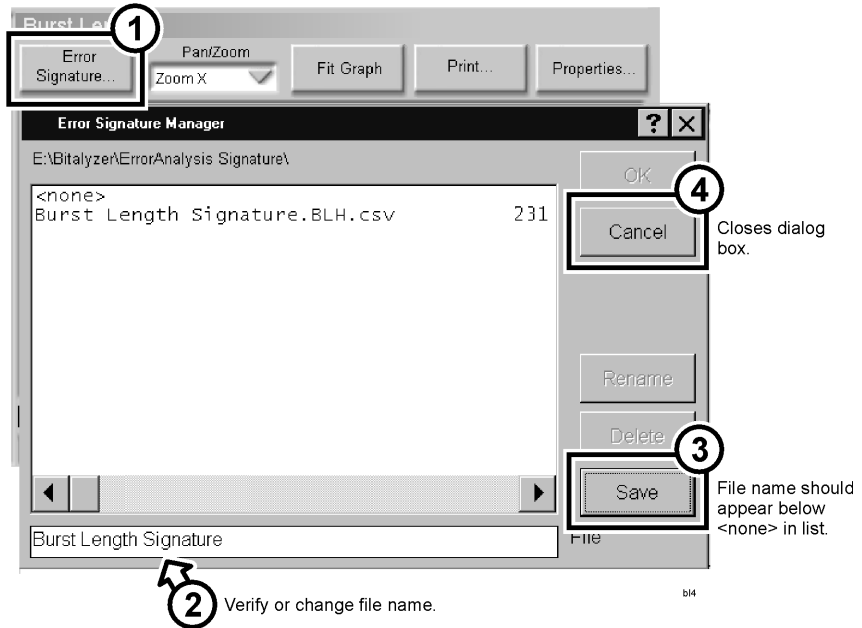 Burst Le
1
Error
Signature...
Pan/Zoom
Zoom X
Fit Graph
Print...
Properties...
Error Signature Manager
?
E:\Bitalyzer\ErrorAnalysis Signature\
<none>
Burst Length Signature.BLH.csv 231
OK
4
Cancel
Closes dialog
box.
Rename
Delete
3
Save
File name should
appear below
<none> in list.
File
Burst Length Signature
2
Verify or change file name.
bl4